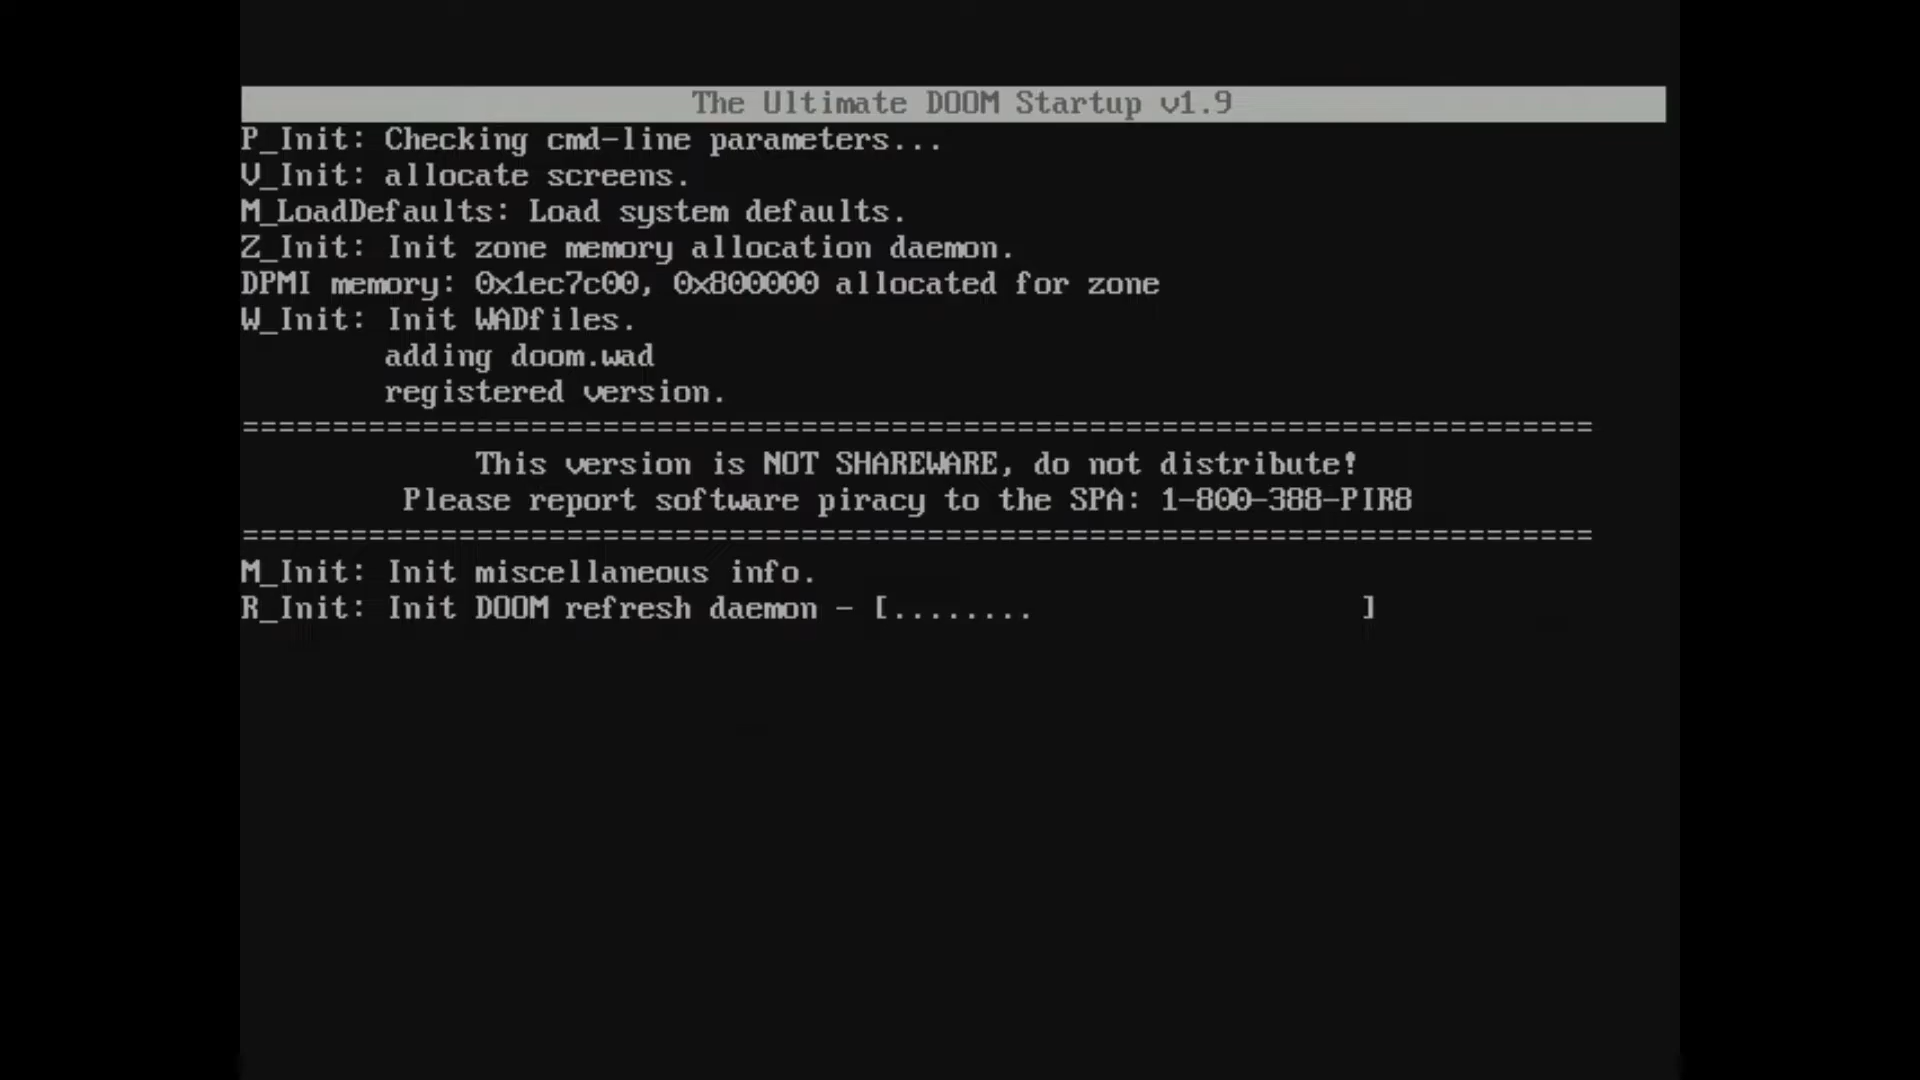 The Ultimate DOOM Startup v1.9
P_Init: Checking cmd-line parameters...
V_Init: allocate screens.
M_LoadDefaults: Load system defaults.
Z_Init: Init zone memory allocation daemon.
DPMI memory: 0x1ec7c00, 0x800000 allocated for zone
W_Init: Init WADfiles.
        adding doom.wad
        registered version.
===========================================================================
             This version is NOT SHAREWARE, do not distribute!
         Please report software piracy to the SPA: 1-800-388-PIR8
===========================================================================
M_Init: Init miscellaneous info.
R_Init: Init DOOM refresh daemon - [........                   ]